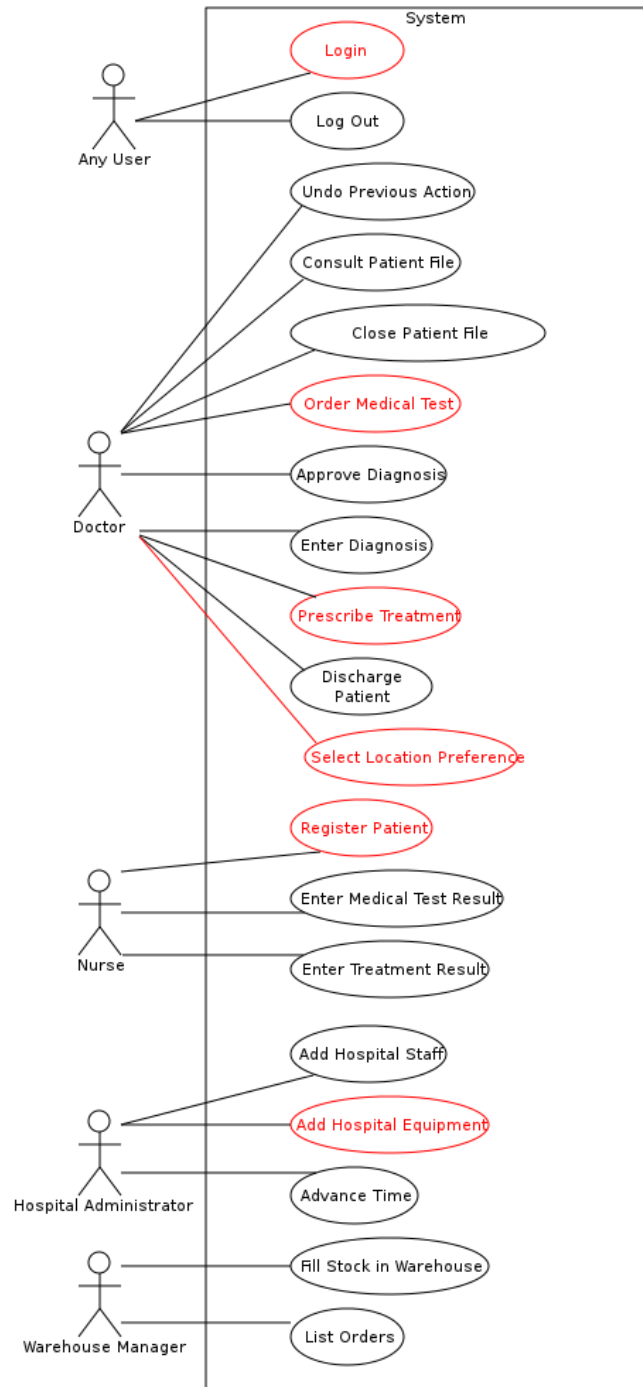 System
Login
Log Out
Any User
Undo Previous Action
Consult Patient File
Close Patient File
Order Medical Test
Approve Diagnosis
Doctor
Enter Diagnosis
Prescribe Treatment
Discharge
Patient
Select Location Preference
Register Patient
Enter Medical Test Result
Nurse
Enter Treatment Result
Add Hospital Staff
Add Hospital Equipment
Advance Time
Hospital Administrator
Fill Stock in Warehouse
List Orders
Warehouse Manager